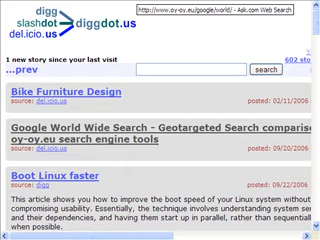 digg
slashdot
del.icio.us
diggdot.us
http://www.oy-oy.eu/google/world/ - Ask.com Web Search
1 new story since your last visit
602 sto
...prev
search
next
Bike Furniture Design
source: del.icio.us
posted: 02/11/2006
Google World Wide Search - Geotargeted Search comparise
oy-oy.eu search engine tools
source: del.icio.us
posted: 09/20/2006
Boot Linux faster
source: digg
posted: 09/22/2006
This article shows you how to improve the boot speed of your Linux system without
compromising usability. Essentially, the technique involves understanding system ser
and their dependencies, and having them start up in parallel, rather than sequential
when possible.